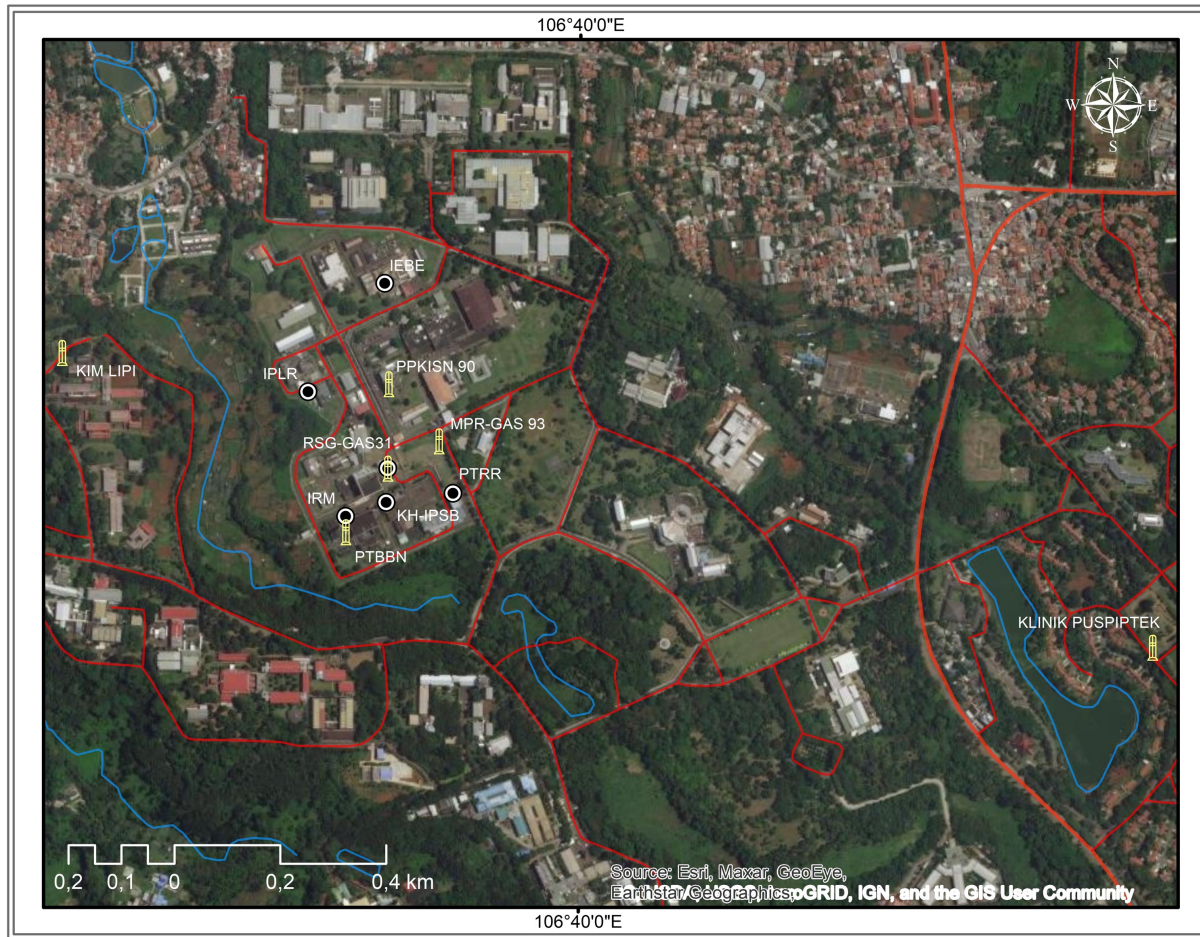 106°40'0"E
N
W E
S
IEBE
KIM LIPI
IPLR
PPKISN 90
MPR-GAS 93
RSG-GAS31
PTRR
IRM
KH-IPSB
PTBBN
KLINIK PUSPIPTEK
0,2 0,1 0 0,2 0,4 km
Source: Esri, Maxar, GeoEye,
Earthstar Geographics, IGN, and the GIS User Community
106°40'0"E